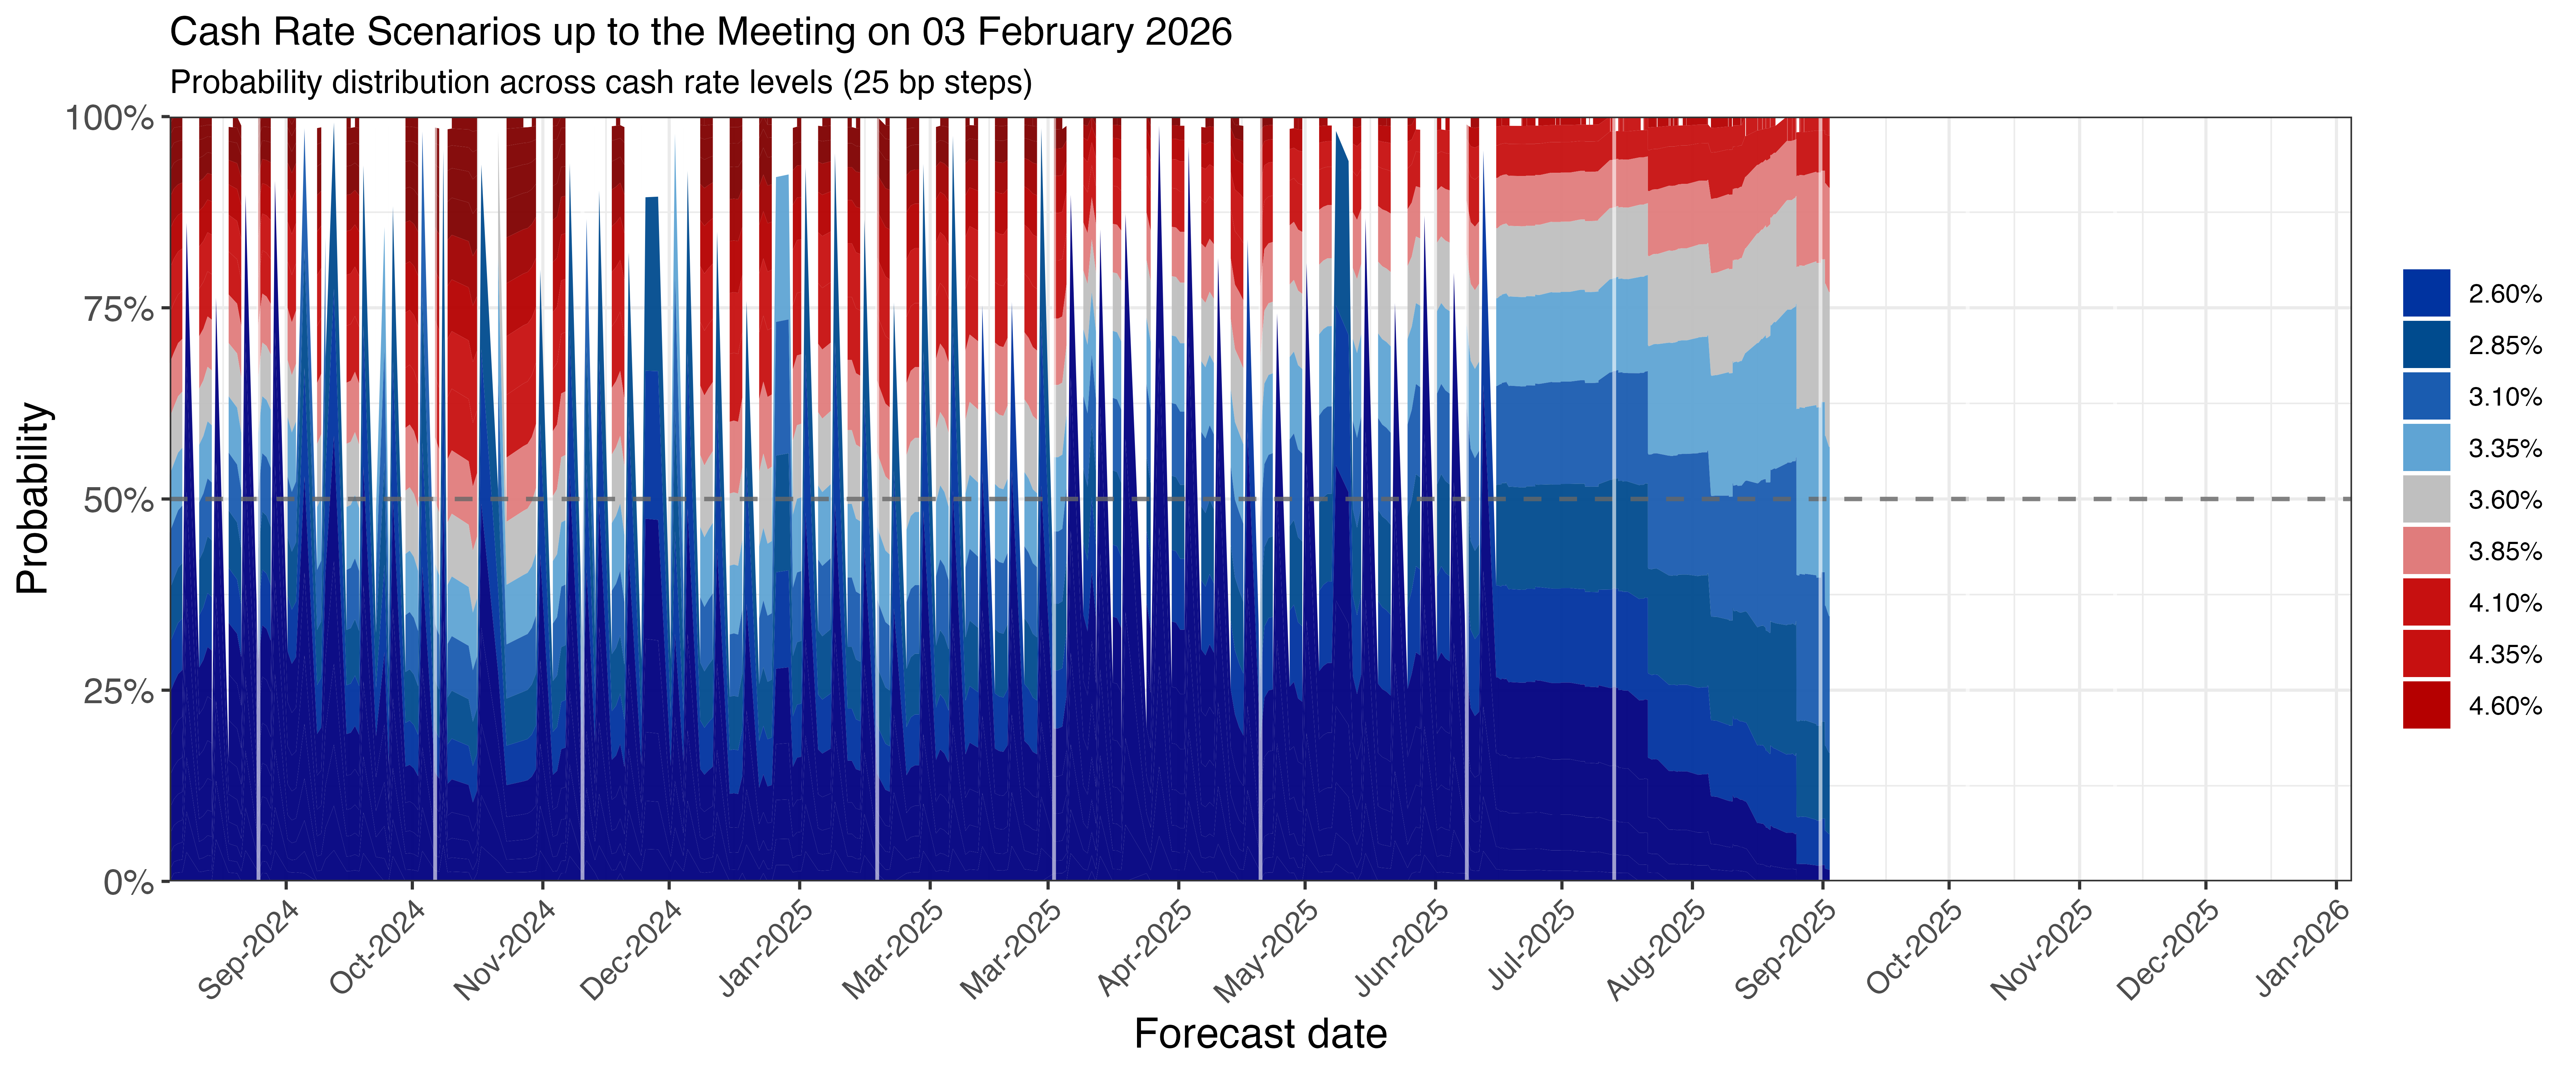 Cash Rate Scenarios up to the Meeting on 03 February 2026
Probability distribution across cash rate levels (25 bp steps)
100%
75%
50%
25%
0%
Probability
Sep-2024
Oct-2024
Nov-2024
Dec-2024
Jan-2025
Mar-2025
Mar-2025
Apr-2025
May-2025
Jun-2025
Jul-2025
Aug-2025
Sep-2025
Oct-2025
Nov-2025
Dec-2025
Jan-2026
Forecast date
2.60%
2.85%
3.10%
3.35%
3.60%
3.85%
4.10%
4.35%
4.60%